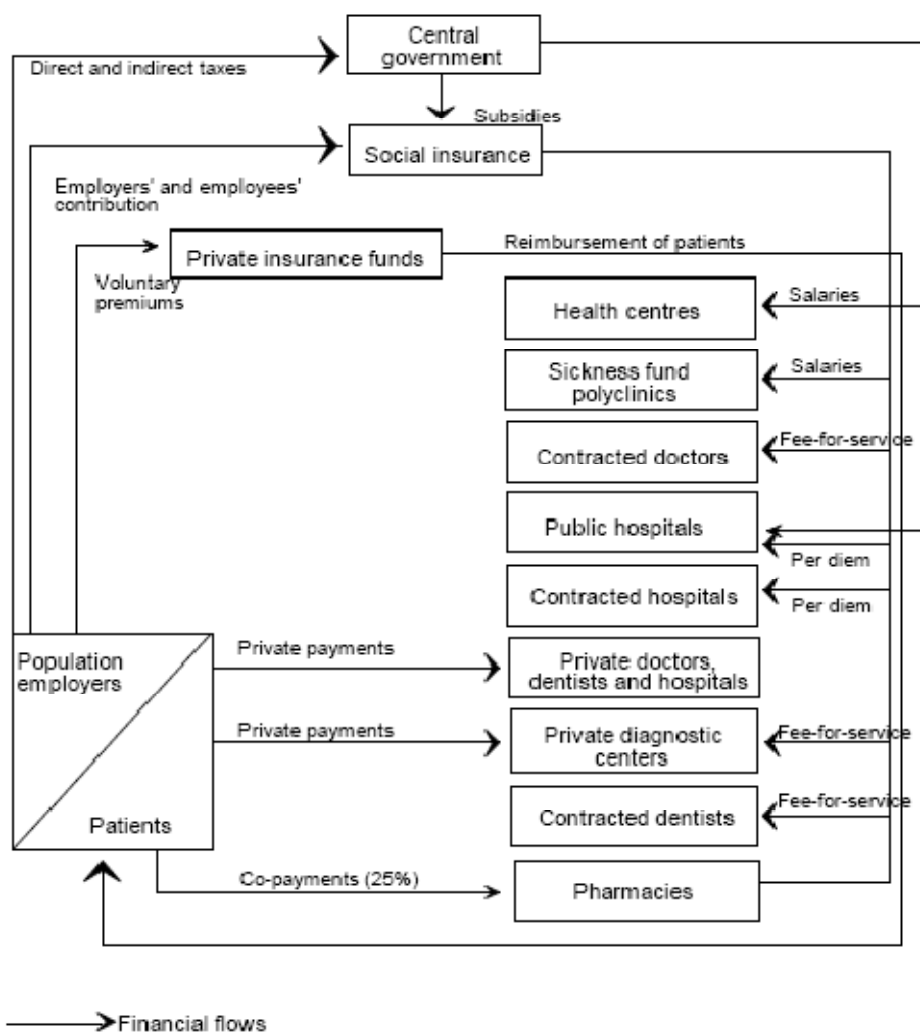 Central
government
Direct and indirect taxes
Subsidies
Social insurance
Employers' and employees'
contribution
Private insurance funds
Reimbursement of patients
Voluntary
premiums
Health centres
Salaries
Sickness fund
polyclinics
Salaries
Contracted doctors
Fee-for-service
Public hospitals
Per diem
Contracted hospitals
Per diem
Population
employers
Private payments
Private doctors,
dentists and hospitals
Private payments
Private diagnostic
centers
Fee-for-service
Patients
Contracted dentists
Fee-for-service
Co-payments (25%)
Pharmacies
Financial flows